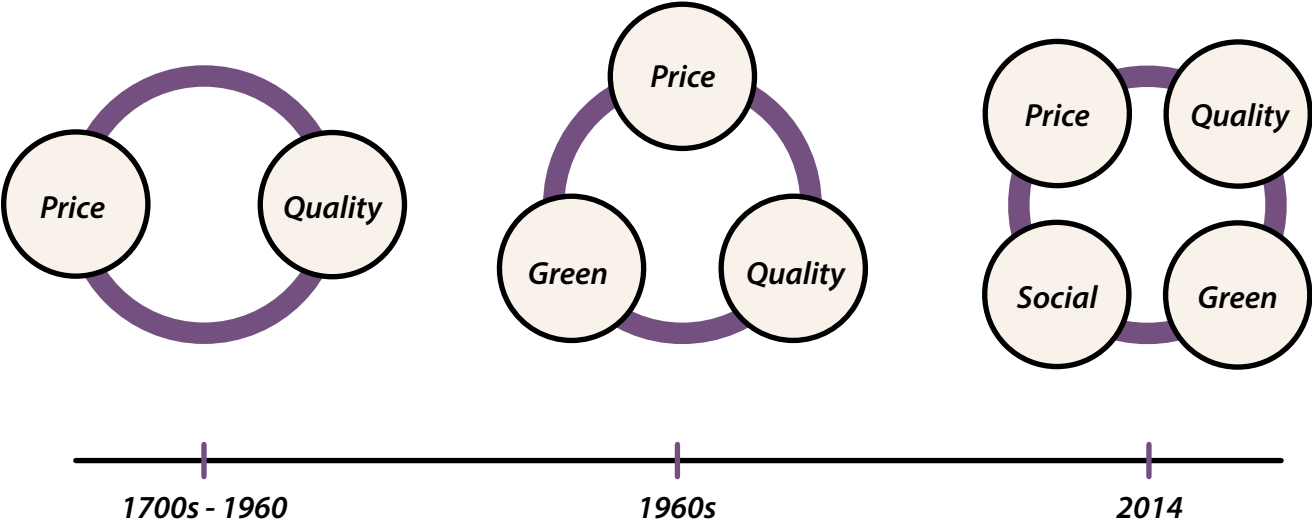 Price
Quality
Price
Green
Quality
Price
Quality
Social
Green
1700s - 1960
1960s
2014